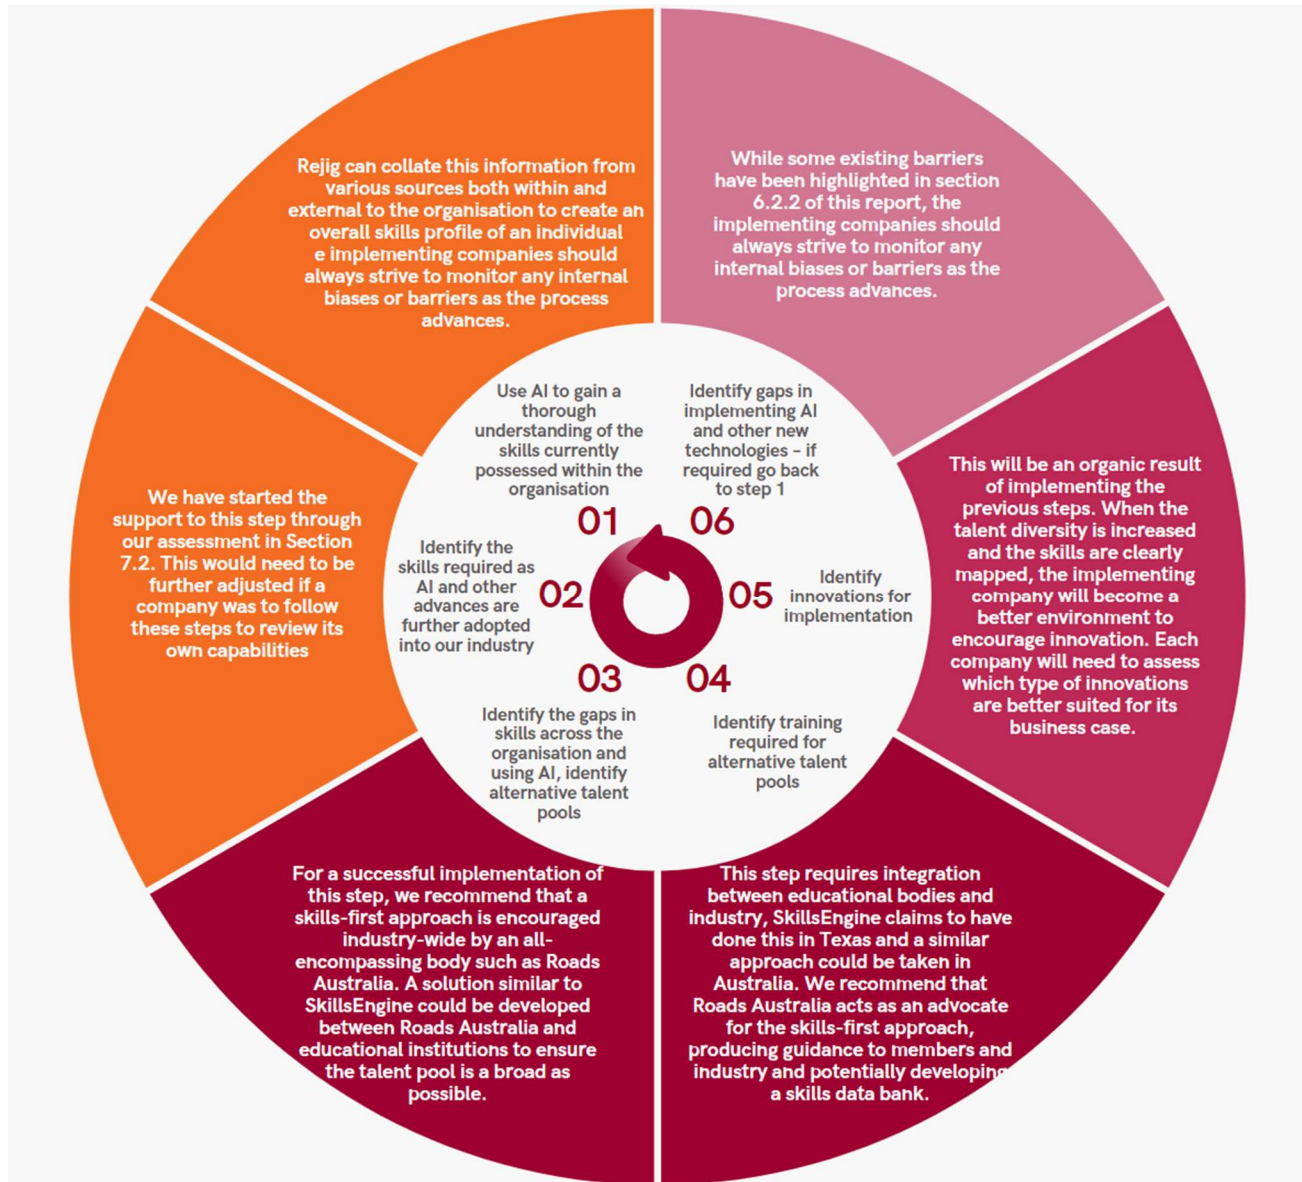 Rejig can collate this information from
various sources both within and
external to the organisation to create an
overall skills profile of an individual
e implementing companies should
always strive to monitor any internal
biases or barriers as the process
advances.
While some existing barriers
have been highlighted in section
6.2.2 of this report, the
implementing companies should
always strive to monitor any
internal biases or barriers as the
process advances.
We have started the
support to this step through
our assessment in Section
7.2. This would need to be
further adjusted if a
company was to follow
these steps to review its
own capabilities
This will be an organic result
of implementing the
previous steps. When the
talent diversity is increased
and the skills are clearly
mapped, the implementing
company will become a
better environment to
encourage innovation. Each
company will need to assess
which type of innovations
are better suited for its
business case.
Use AI to gain a
thorough
understanding of the
skills currently
possessed within the
organisation
01
Identify gaps in
implementing AI
and other new
technologies – if
required go back
to step 1
06
Identify the
skills required as
AI and other
advances are
further adopted
into our industry
02
05
Identify
innovations for
implementation
03
Identify the gaps in
skills across the
organisation and
using AI, identify
alternative talent
pools
04
Identify training
required for
alternative talent
pools
For a successful implementation of
this step, we recommend that a
skills-first approach is encouraged
industry-wide by an all-
encompassing body such as Roads
Australia. A solution similar to
SkillsEngine could be developed
between Roads Australia and
educational institutions to ensure
the talent pool is a broad as
possible.
This step requires integration
between educational bodies and
industry, SkillsEngine claims to have
done this in Texas and a similar
approach could be taken in
Australia. We recommend that
Roads Australia acts as an advocate
for the skills-first approach,
producing guidance to members and
industry and potentially developing
a skills data bank.